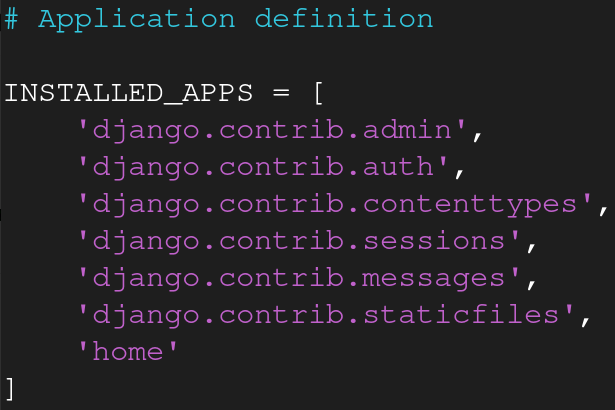 # Application definition

INSTALLED_APPS = [
    'django.contrib.admin',
    'django.contrib.auth',
    'django.contrib.contenttypes',
    'django.contrib.sessions',
    'django.contrib.messages',
    'django.contrib.staticfiles',
    'home'
]